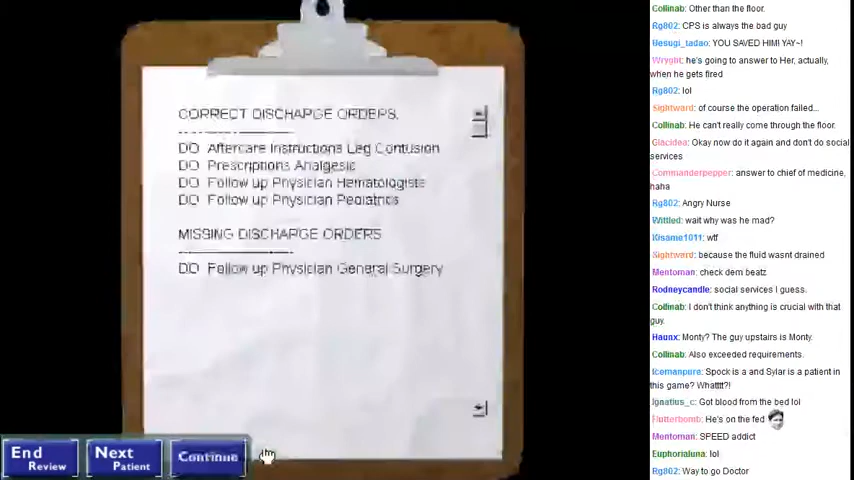 CORRECT DISCHARGE ORDERS.
DO Aftercare Instructions Leg Contusion
DO Prescriptions Analgesic
DO Follow up Physician Hematologists
DO Follow up Physician Pediatrics
MISSING DISCHARGE ORDERS
DO Follow up Physician General Surgery
End
Review
Next
Patient
Continue
Collinab: Other than the floor.
Rg802: CPS is always the bad guy
Uesugi_tadao: YOU SAVED HIM! YAY~!
Wryght: he's going to answer to Her, actually,
when he gets fired
Rg802: lol
Sightward: of course the operation failed...
Collinab: He can't really come through the floor.
Glacidea: Okay now do it again and don't do social
services
Commanderpepper: answer to chief of medicine,
haha
Rg802: Angry Nurse
Wittled: wait why was he mad?
Kisame1011: wtf
Sightward: because the fluid wasnt drained
Mentoman: check dem beatz
Rodneycandle: social services I guess.
Collinab: I don't think anything is crucial with that
guy.
Haunx: Monty? The guy upstairs is Monty.
Collinab: Also exceeded requirements.
Icemanpure: Spock is a and Sylar is a patient in
this game? Whatttt?!
Ignatius_c: Got blood from the bed lol
Flutterbomb: He's on the fed
Mentoman: SPEED addict
Euphorialuna: lol
Rg802: Way to go Doctor